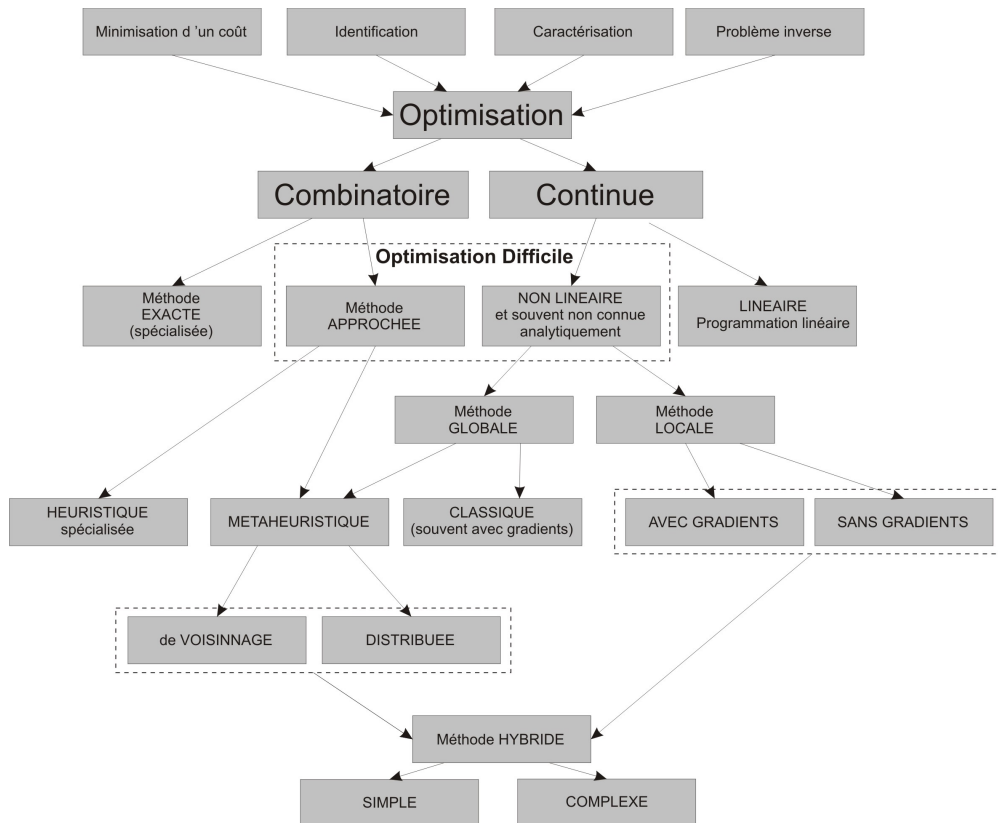 Minimisation d 'un coût
Identification
Caractérisation
Problème inverse
Optimisation
Combinatoire
Continue
Optimisation Difficile
Méthode
EXACTE
(spécialisée)
Méthode
APPROCHEE
NON LINEAIRE
et souvent non connue
analytiquement
LINEAIRE
Programmation linéaire
Méthode
GLOBALE
Méthode
LOCALE
HEURISTIQUE
spécialisée
METAHEURISTIQUE
CLASSIQUE
(souvent avec gradients)
AVEC GRADIENTS
SANS GRADIENTS
de VOISINNAGE
DISTRIBUEE
Méthode HYBRIDE
SIMPLE
COMPLEXE